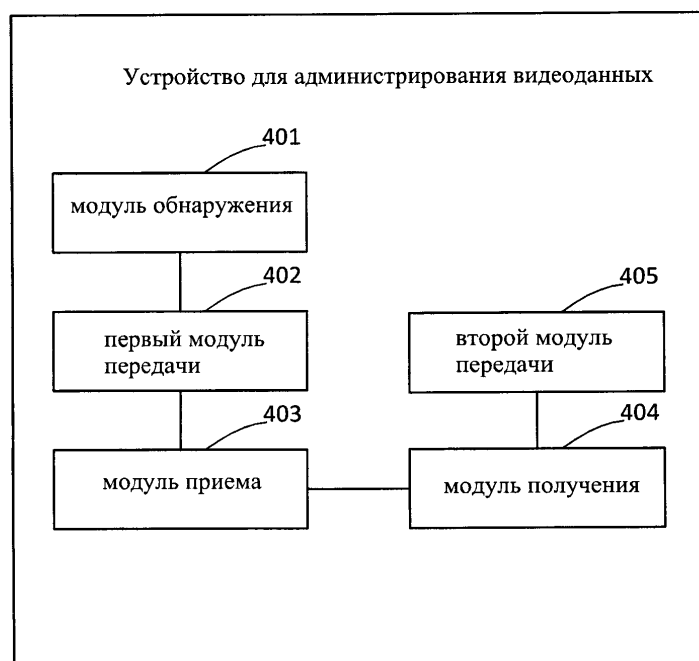 Устройство для администрирования видеоданных
401
модуль обнаружения
402
первый модуль
передачи
403
модуль приема
405
второй модуль
передачи
404
модуль получения